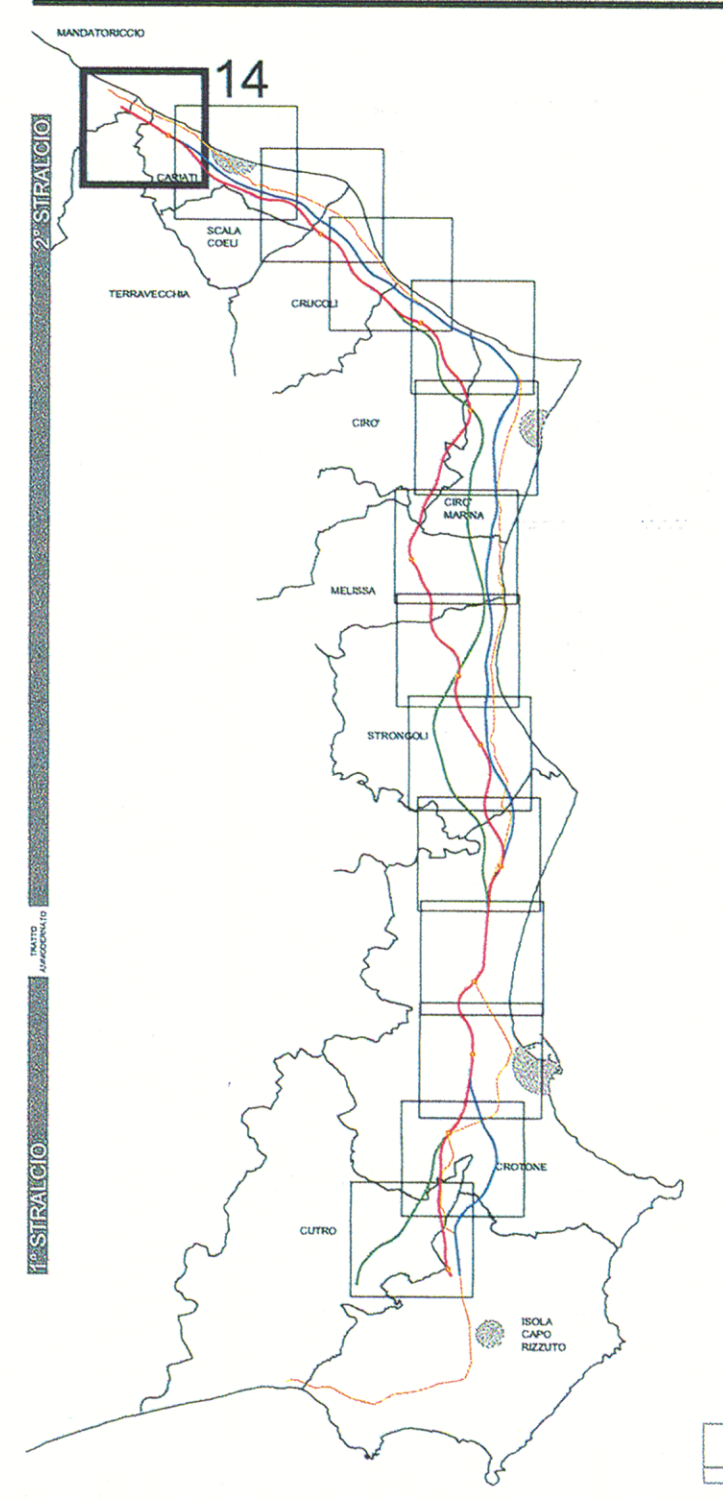 MANDATORICCIO
14
2° STRALCIO
CARIATI
SCALA
COELI
TERRAVECCHIA
CRUCOLI
CIRO'
CIRO'
MARINA
MELISSA
STRONGOLI
TRATTO
AMMODERNATO
1° STRALCIO
CROTONE
CUTRO
ISOLA
CAPO
RIZZUTO